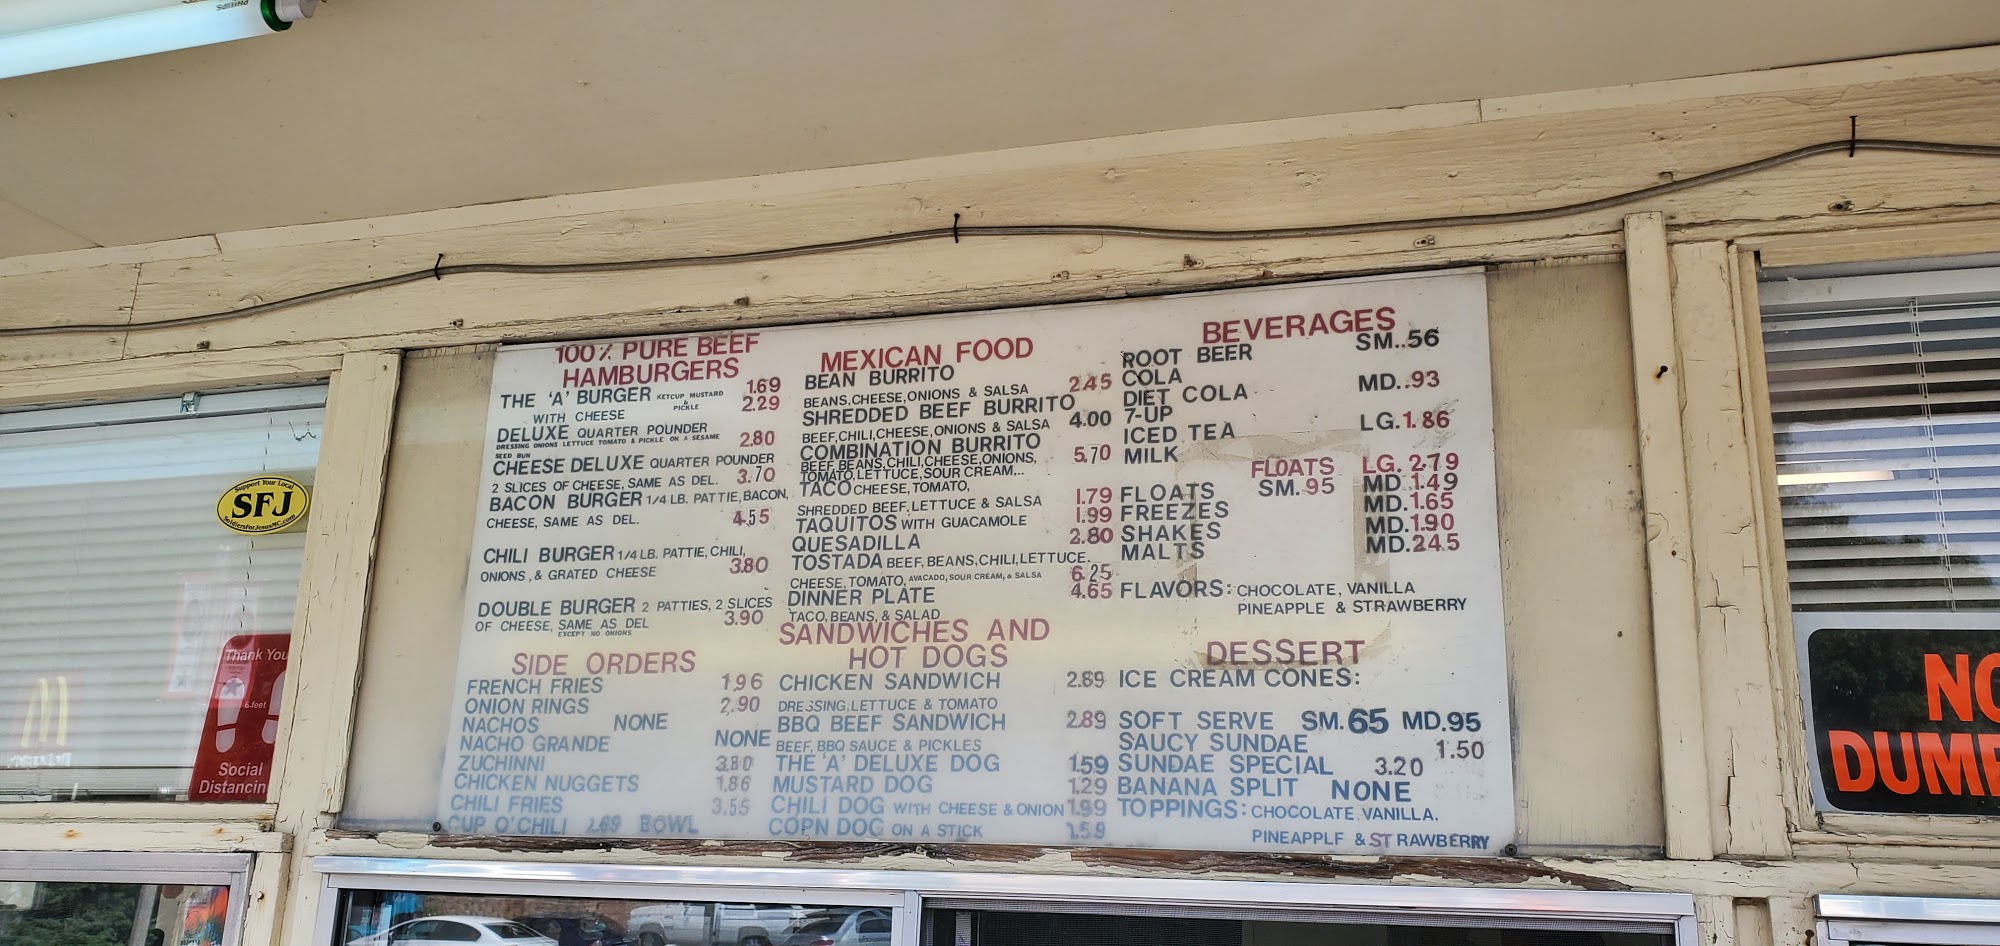 100% PURE BEEF
HAMBURGERS
THE 'A' BURGER KETCUP MUSTARD & PICKLE 1.69
WITH CHEESE 2.29
DELUXE QUARTER POUNDER
DRESSING ONIONS LETTUCE TOMATO & PICKLE ON A SESAME 2.80
SEED BUN
CHEESE DELUXE QUARTER POUNDER
2 SLICES OF CHEESE, SAME AS DEL. 3.70
BACON BURGER 1/4 LB. PATTIE, BACON,
CHEESE, SAME AS DEL. 4.55
CHILI BURGER 1/4 LB. PATTIE, CHILI,
ONIONS, & GRATED CHEESE 3.80
DOUBLE BURGER 2 PATTIES, 2 SLICES
OF CHEESE, SAME AS DEL 3.90
EXCEPT NO ONIONS
SIDE ORDERS
FRENCH FRIES 1.96
ONION RINGS 2.90
NACHOS NONE
NACHO GRANDE NONE
ZUCHINNI 3.80
CHICKEN NUGGETS 1.86
CHILI FRIES 3.55
CUP O'CHILI 2.69 BOWL
MEXICAN FOOD
BEAN BURRITO
BEANS, CHEESE, ONIONS & SALSA 2.45
SHREDDED BEEF BURRITO
BEEF, CHILI, CHEESE, ONIONS & SALSA 4.00
COMBINATION BURRITO
BEEF, BEANS, CHILI, CHEESE, ONIONS, 5.70
TOMATO, LETTUCE, SOUR CREAM,..
TACO CHEESE, TOMATO,
SHREDDED BEEF, LETTUCE & SALSA 1.79
TAQUITOS WITH GUACAMOLE 1.99
QUESADILLA 2.80
TOSTADA BEEF, BEANS, CHILI, LETTUCE.
CHEESE, TOMATO, AVACADO, SOUR CREAM, & SALSA 6.25
DINNER PLATE 4.65
TACO, BEANS, & SALAD
SANDWICHES AND
HOT DOGS
CHICKEN SANDWICH 2.89
DRESSING, LETTUCE & TOMATO
BBQ BEEF SANDWICH 2.89
BEEF, BBQ SAUCE & PICKLES
THE 'A' DELUXE DOG 1.59
MUSTARD DOG 1.29
CHILI DOG WITH CHEESE & ONION 1.99
COPN DOG ON A STICK 1.59
BEVERAGES
ROOT BEER SM..56
COLA
DIET COLA MD..93
7-UP
ICED TEA LG.1.86
MILK
FLOATS LG. 2.79
SM. 95 MD 1.49
FLOATS MD.1.65
FREEZES MD.1.90
SHAKES MD.2.45
MALTS
FLAVORS: CHOCOLATE, VANILLA
PINEAPPLE & STRAWBERRY
DESSERT
ICE CREAM CONES:
SOFT SERVE SM. 65 MD.95
SAUCY SUNDAE 1.50
SUNDAE SPECIAL 3.20
BANANA SPLIT NONE
TOPPINGS: CHOCOLATE, VANILLA,
PINEAPPLF & STRAWBERRY
Support Your Local
SFJ
SoldiersForJesusMC.com
Thank You
6 feet
Social
Distancing
NO
DUMP